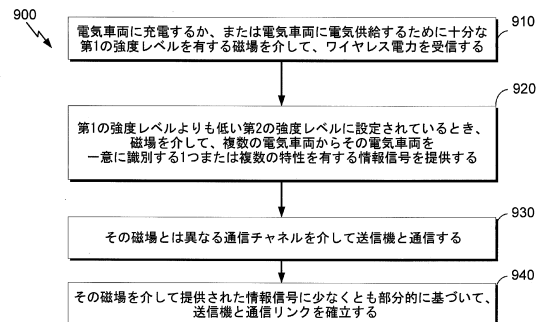 900
電気車両に充電するか、または電気車両に電気供給するために十分な
第1の強度レベルを有する磁場を介して、ワイヤレス電力を受信する
910
第1の強度レベルよりも低い第2の強度レベルに設定されているとき、
磁場を介して、複数の電気車両からその電気車両を
一意に識別する1つまたは複数の特性を有する情報信号を提供する
920
その磁場とは異なる通信チャネルを介して送信機と通信する
930
その磁場を介して提供された情報信号に少なくとも部分的に基づいて、
送信機と通信リンクを確立する
940